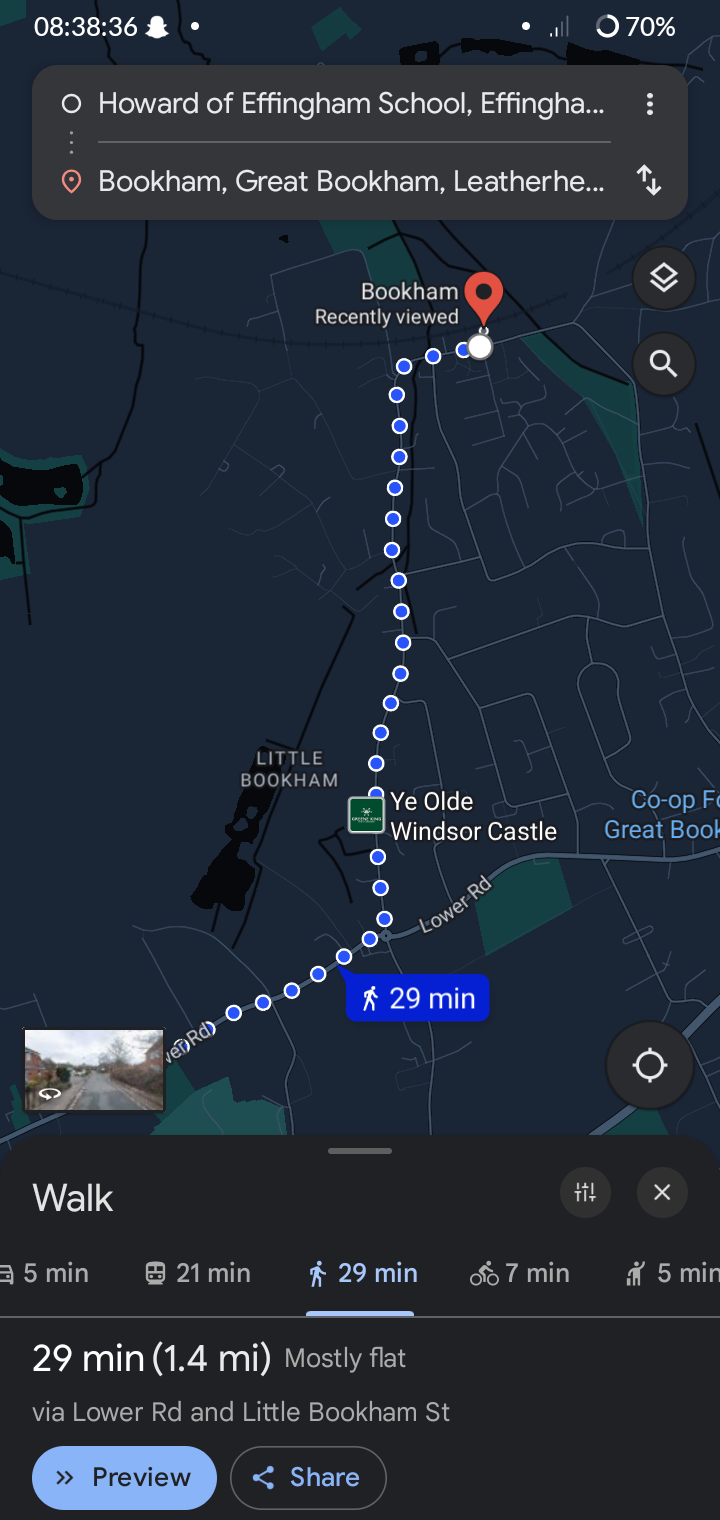 08:38:36
70%
Howard of Effingham School, Effingha...
Bookham, Great Bookham, Leatherhe...
Bookham
Recently viewed
LITTLE
BOOKHAM
Ye Olde
Windsor Castle
GREENE KING
Co-op Fo
Great Book
Lower Rd
29 min
wer Rd
Walk
5 min
21 min
29 min
7 min
5 min
29 min (1.4 mi) Mostly flat
via Lower Rd and Little Bookham St
Preview
Share